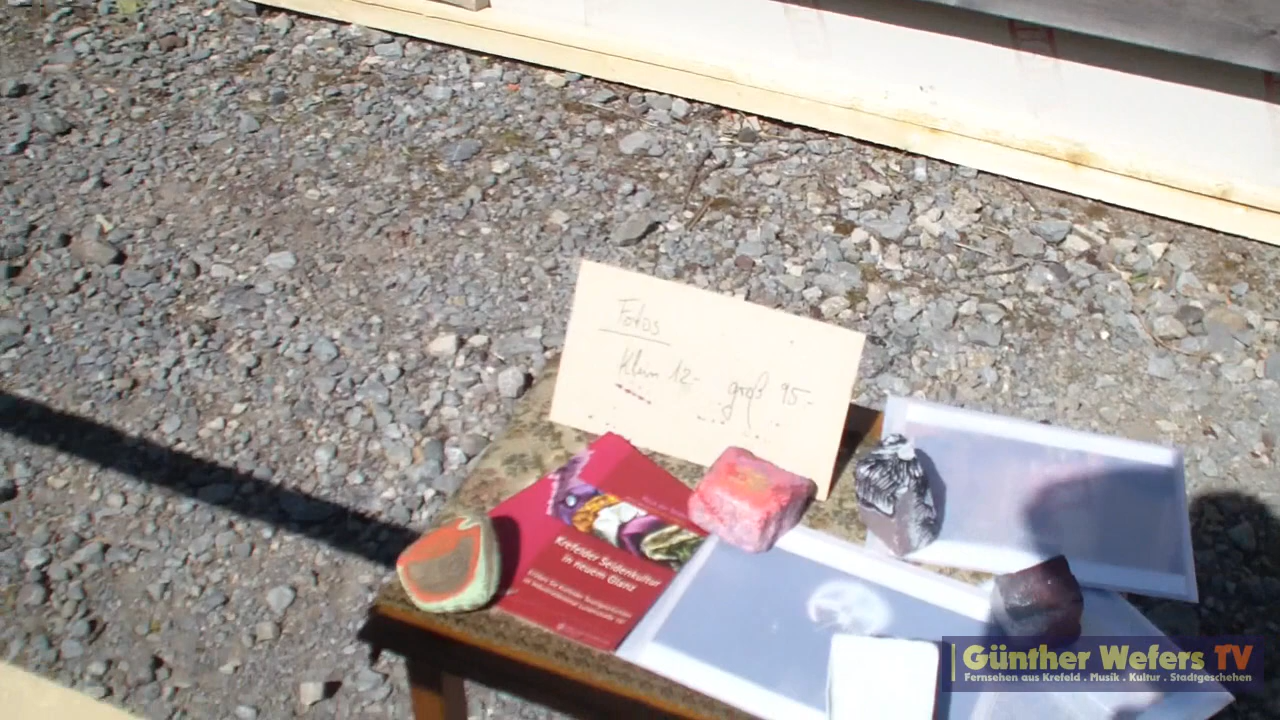 Fotos
Klein 12- groß 95-
Krefelder Seidenkultur
in neuem Glanz
Günther Wefers TV
Fernsehen aus Krefeld . Musik . Kultur . Stadtgeschehen